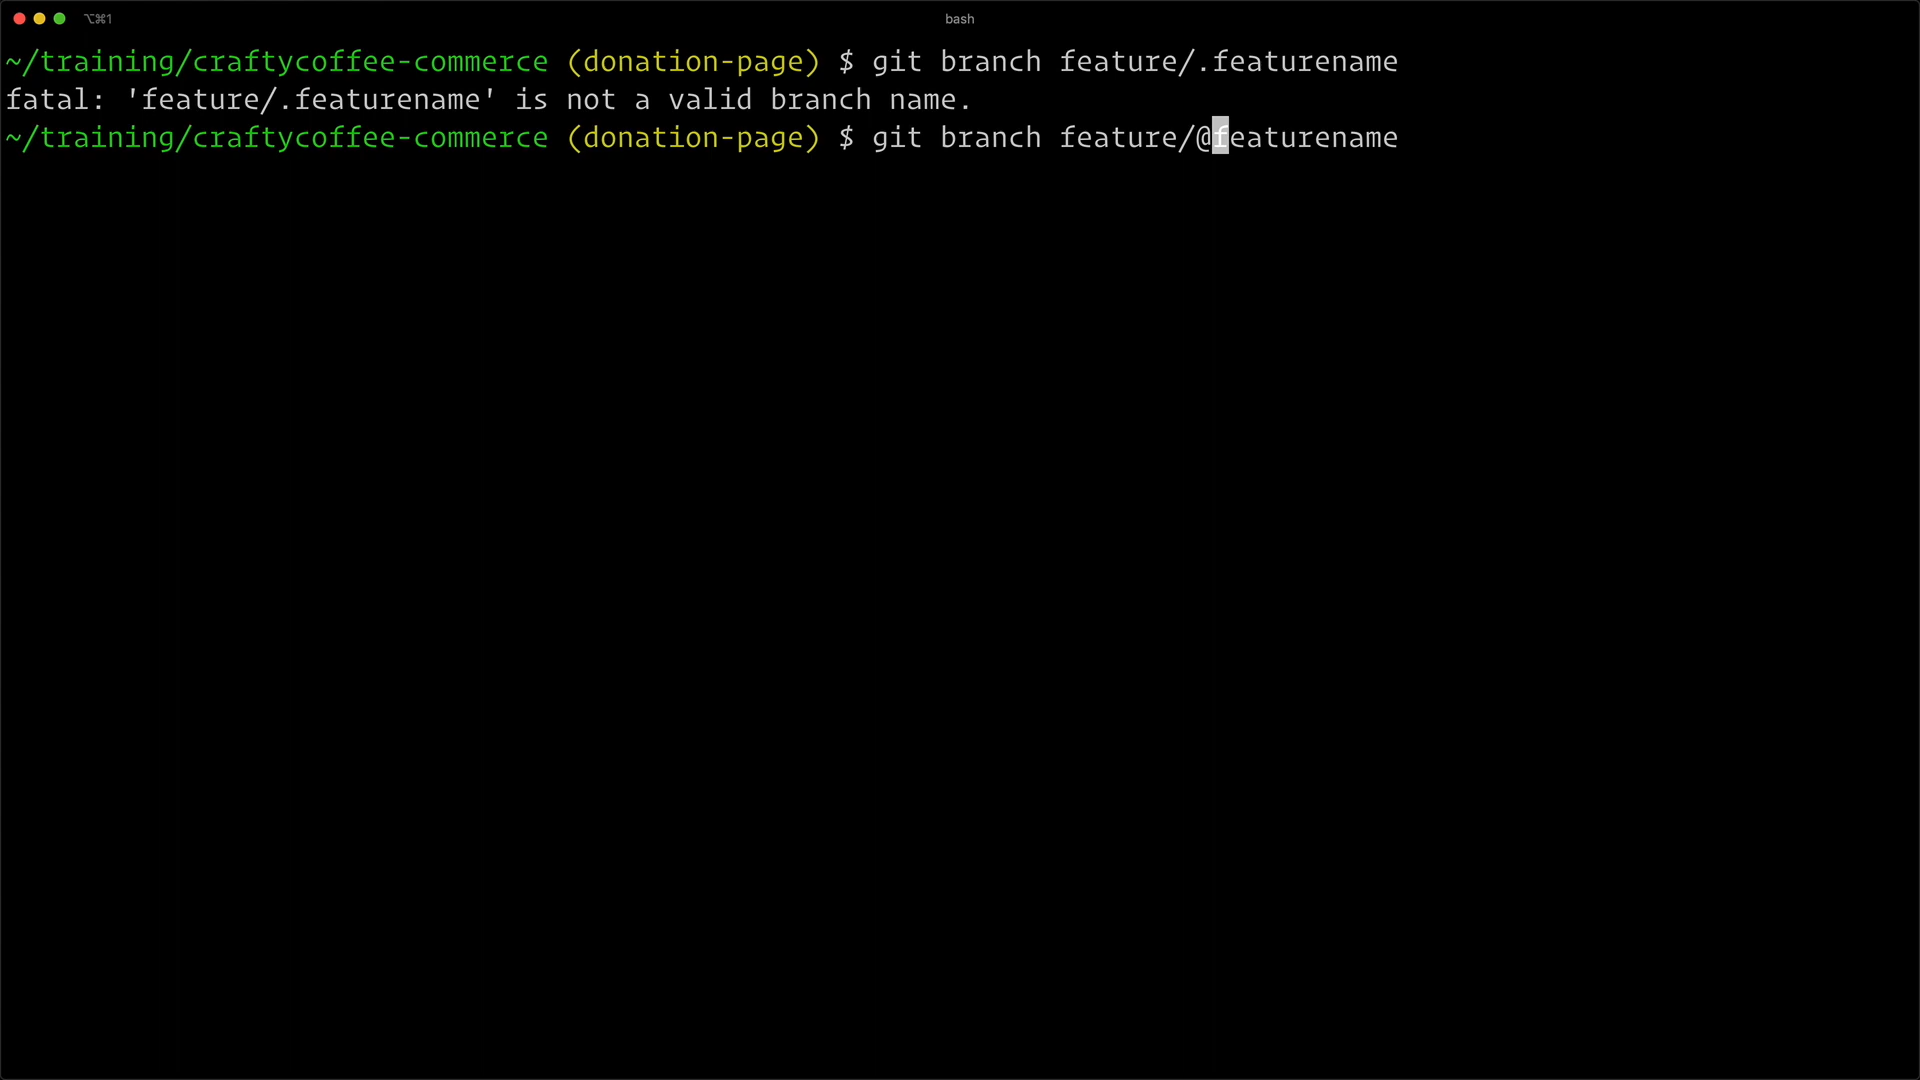 ⌥⌘1
bash
~/training/craftycoffee-commerce (donation-page) $ git branch feature/.featurename
fatal: 'feature/.featurename' is not a valid branch name.
~/training/craftycoffee-commerce (donation-page) $ git branch feature/@featurename